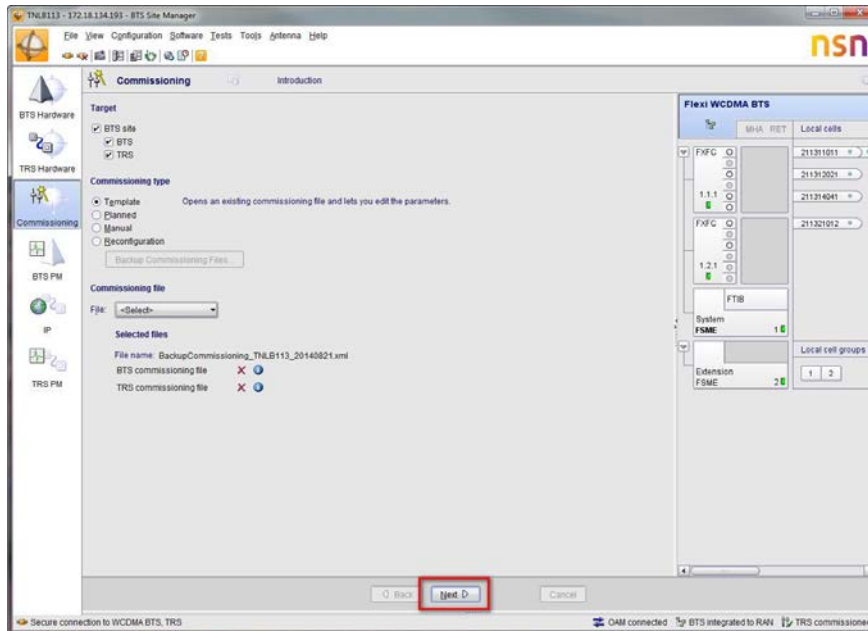 TNLB113 - 172.18.134.193 - BTS Site Manager
File View Configuration Software Tests Tools Antenna Help
nsn
Commissioning Introduction
BTS Hardware
TRS Hardware
Commissioning
BTS PM
IP
TRS PM
Target
BTS site
BTS
TRS
Commissioning type
Template Opens an existing commissioning file and lets you edit the parameters.
Planned
Manual
Reconfiguration
Backup Commissioning Files...
Commissioning file
File: <Select>
Selected files
File name: BackupCommissioning_TNLB113_20140821.xml
BTS commissioning file
TRS commissioning file
Back Next Cancel
Flexi WCDMA BTS
MHA RET Local cells
FXFC 211311011
211312021
1.1.1 211314041
FXFC 211321012
1.2.1
FTIB
System
FSME 1
Local cell groups
Extension 1 2
FSME 2
Secure connection to WCDMA BTS, TRS OAM connected BTS integrated to RAN TRS commissione